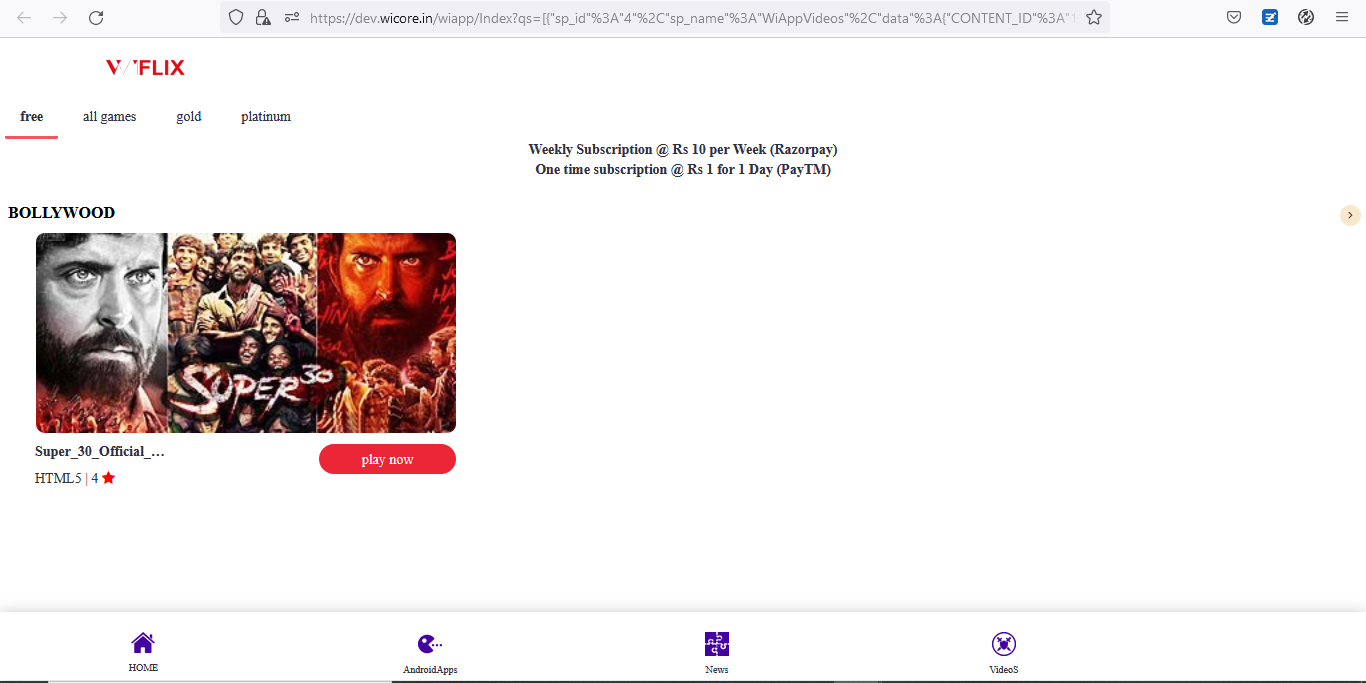 https://dev.wicore.in/wiapp/Index?qs=[{"sp_id"%3A"4"%2C"sp_name"%3A"WiAppVideos"%2C"data"%3A{"CONTENT_ID"%3A"
WIFLIX
free all games gold platinum
Weekly Subscription @ Rs 10 per Week (Razorpay)
One time subscription @ Rs 1 for 1 Day (PayTM)
BOLLYWOOD
SUPER 30
Super_30_Official_...
play now
HTML5 | 4
HOME AndroidApps News VideoS